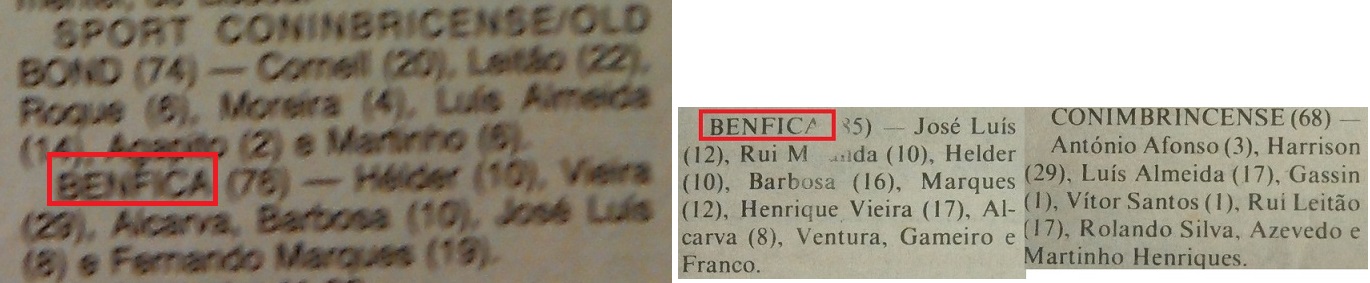 SPORT CONINBRICENSE/OLD
BOND (74) — Cornell (20), Leitão (22),
Roque (6), Moreira (4), Luís Almeida
(14), Agapito (2) e Martinho (6).
BENFICA (76) — Hélder (10), Vieira
(29), Alcarva, Barbosa (10), José Luís
(8) e Fernando Marques (19).
BENFICA 85) — José Luís
(12), Rui (10), Helder
(10), Barbosa (16), Marques
(12), Henrique Vieira (17), Al-
carva (8), Ventura, Gameiro e
Franco.
CONIMBRINCENSE (68) —
António Afonso (3), Harrison
(29), Luís Almeida (17), Gassin
(1), Vítor Santos (1), Rui Leitão
(17), Rolando Silva, Azevedo e
Martinho Henriques.